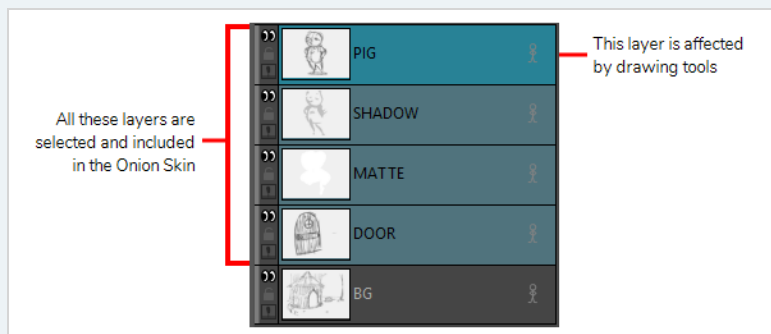 All these layers are
selected and included
in the Onion Skin
PIG
SHADOW
MATTE
DOOR
BG
This layer is affected
by drawing tools